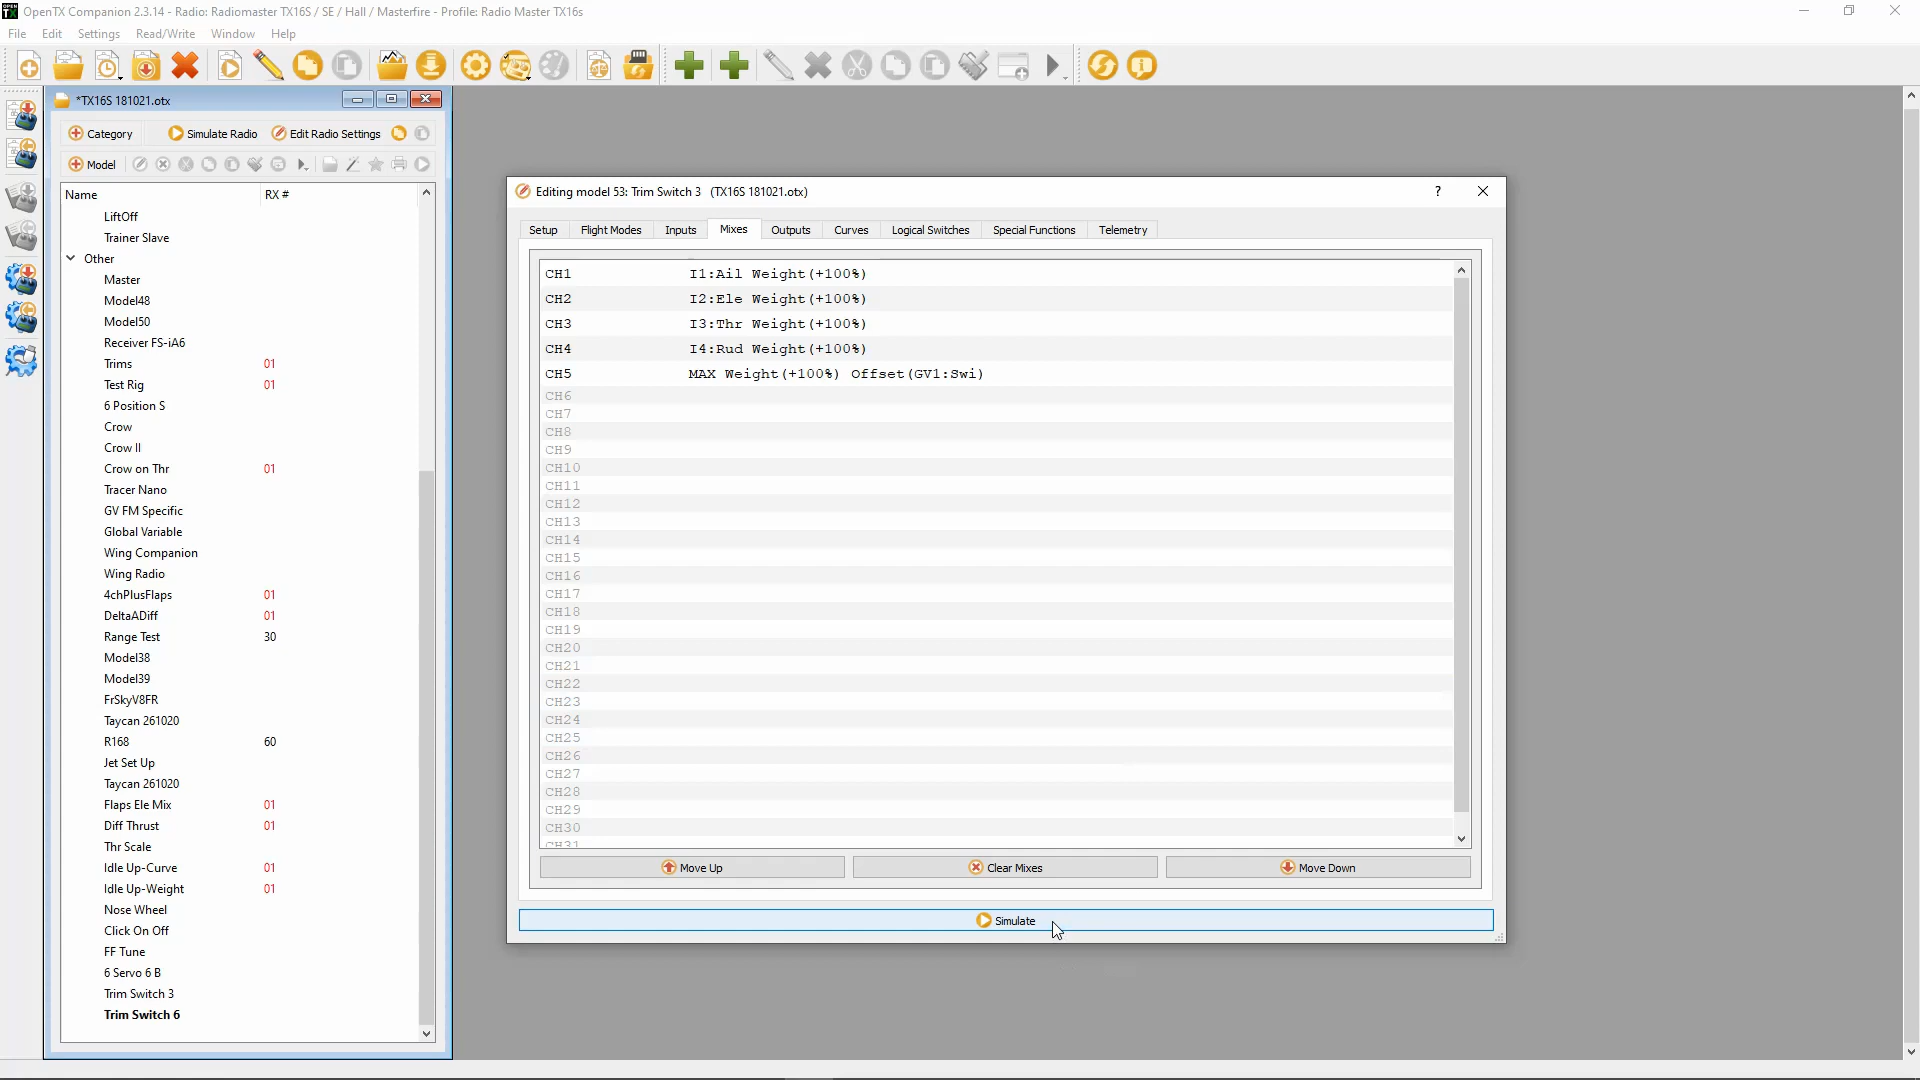 OpenTX Companion 2.3.14 - Radio: Radiomaster TX16S / SE / Hall / Masterfire - Profile: Radio Master TX16s
File Edit Settings Read/Write Window Help
*TX16S 181021.otx
Category Simulate Radio Edit Radio Settings
Model
Name RX #
LiftOff
Trainer Slave
Other
Master
Model48
Model50
Receiver FS-iA6
Trims 01
Test Rig 01
6 Position S
Crow
Crow II
Crow on Thr 01
Tracer Nano
GV FM Specific
Global Variable
Wing Companion
Wing Radio
4chPlusFlaps 01
DeltaADiff 01
Range Test 30
Model38
Model39
FrSkyV8FR
Taycan 261020
R168 60
Jet Set Up
Taycan 261020
Flaps Ele Mix 01
Diff Thrust 01
Thr Scale
Idle Up-Curve 01
Idle Up-Weight 01
Nose Wheel
Click On Off
FF Tune
6 Servo 6 B
Trim Switch 3
Trim Switch 6
Editing model 53: Trim Switch 3 (TX16S 181021.otx) ?
Setup Flight Modes Inputs Mixes Outputs Curves Logical Switches Special Functions Telemetry
CH1 I1:Ail Weight(+100%)
CH2 I2:Ele Weight(+100%)
CH3 I3:Thr Weight(+100%)
CH4 I4:Rud Weight(+100%)
CH5 MAX Weight(+100%) Offset(GV1:Swi)
CH6
CH7
CH8
CH9
CH10
CH11
CH12
CH13
CH14
CH15
CH16
CH17
CH18
CH19
CH20
CH21
CH22
CH23
CH24
CH25
CH26
CH27
CH28
CH29
CH30
CH31
Move Up Clear Mixes Move Down
Simulate